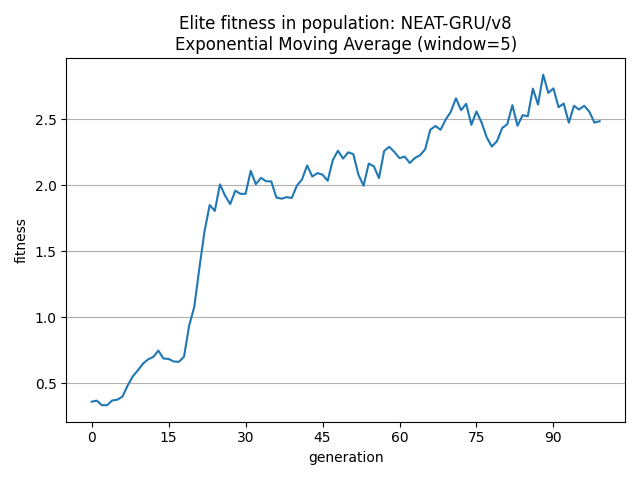 Elite fitness in population: NEAT-GRU/v8
Exponential Moving Average (window=5)
fitness
2.5
2.0
1.5
1.0
0.5
0 15 30 45 60 75 90
generation